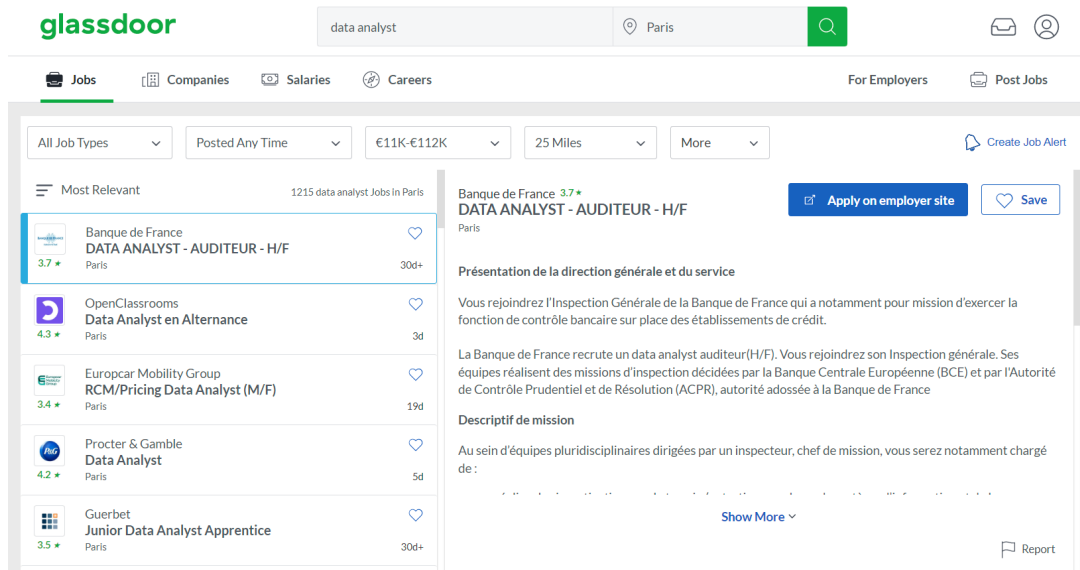 glassdoor
data analyst
Paris
Jobs
Companies
Salaries
Careers
For Employers
Post Jobs
All Job Types
Posted Any Time
€11K-€112K
25 Miles
More
Create Job Alert
Most Relevant
1215 data analyst Jobs in Paris
Banque de France
DATA ANALYST - AUDITEUR - H/F
3.7 ★
Paris
30d+
OpenClassrooms
Data Analyst en Alternance
4.3 ★
Paris
3d
Europcar Mobility Group
RCM/Pricing Data Analyst (M/F)
3.4 ★
Paris
19d
Procter & Gamble
P&G
Data Analyst
4.2 ★
Paris
5d
Guerbet
Junior Data Analyst Apprentice
3.5 ★
Paris
30d+
Banque de France 3.7 ★
DATA ANALYST - AUDITEUR - H/F
Paris
Apply on employer site
Save
Présentation de la direction générale et du service
Vous rejoindrez l'Inspection Générale de la Banque de France qui a notamment pour mission d'exercer la
fonction de contrôle bancaire sur place des établissements de crédit.
La Banque de France recrute un data analyst auditeur(H/F). Vous rejoindrez son Inspection générale. Ses
équipes réalisent des missions d'inspection décidées par la Banque Centrale Européenne (BCE) et par l'Autorité
de Contrôle Prudentiel et de Résolution (ACPR), autorité adossée à la Banque de France
Descriptif de mission
Au sein d'équipes pluridisciplinaires dirigées par un inspecteur, chef de mission, vous serez notamment chargé
de :
Show More
Report